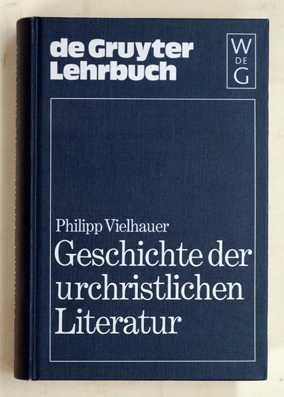 de Gruyter
Lehrbuch
W
DE
G
Philipp Vielhauer
Geschichte der
urchristlichen
Literatur